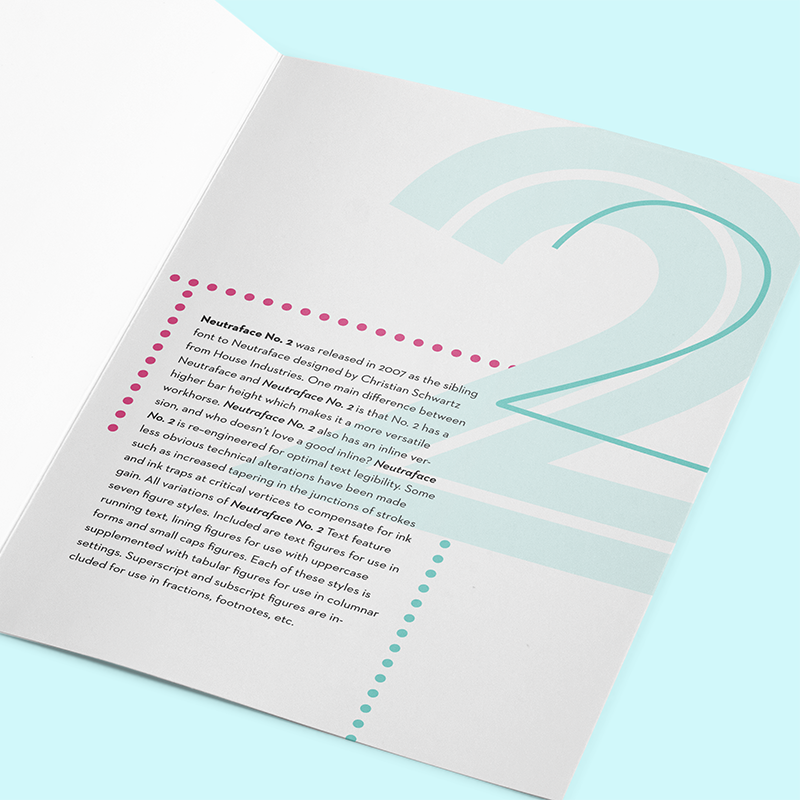 2
Neutraface No. 2 was released in 2007 as the sibling
font to Neutraface designed by Christian Schwartz
from House Industries. One main difference between
Neutraface and Neutraface No. 2 is that No. 2 has a
higher bar height which makes it a more versatile
workhorse. Neutraface No. 2 also has an inline ver-
sion, and who doesn't love a good inline? Neutraface
No. 2 is re-engineered for optimal text legibility. Some
less obvious technical alterations have been made
such as increased tapering in the junctions of strokes
and ink traps at critical vertices to compensate for ink
gain. All variations of Neutraface No. 2 Text feature
seven figure styles. Included are text figures for use in
running text, lining figures for use with uppercase
forms and small caps figures. Each of these styles is
supplemented with tabular figures for use in columnar
settings. Superscript and subscript figures are in-
cluded for use in fractions, footnotes, etc.